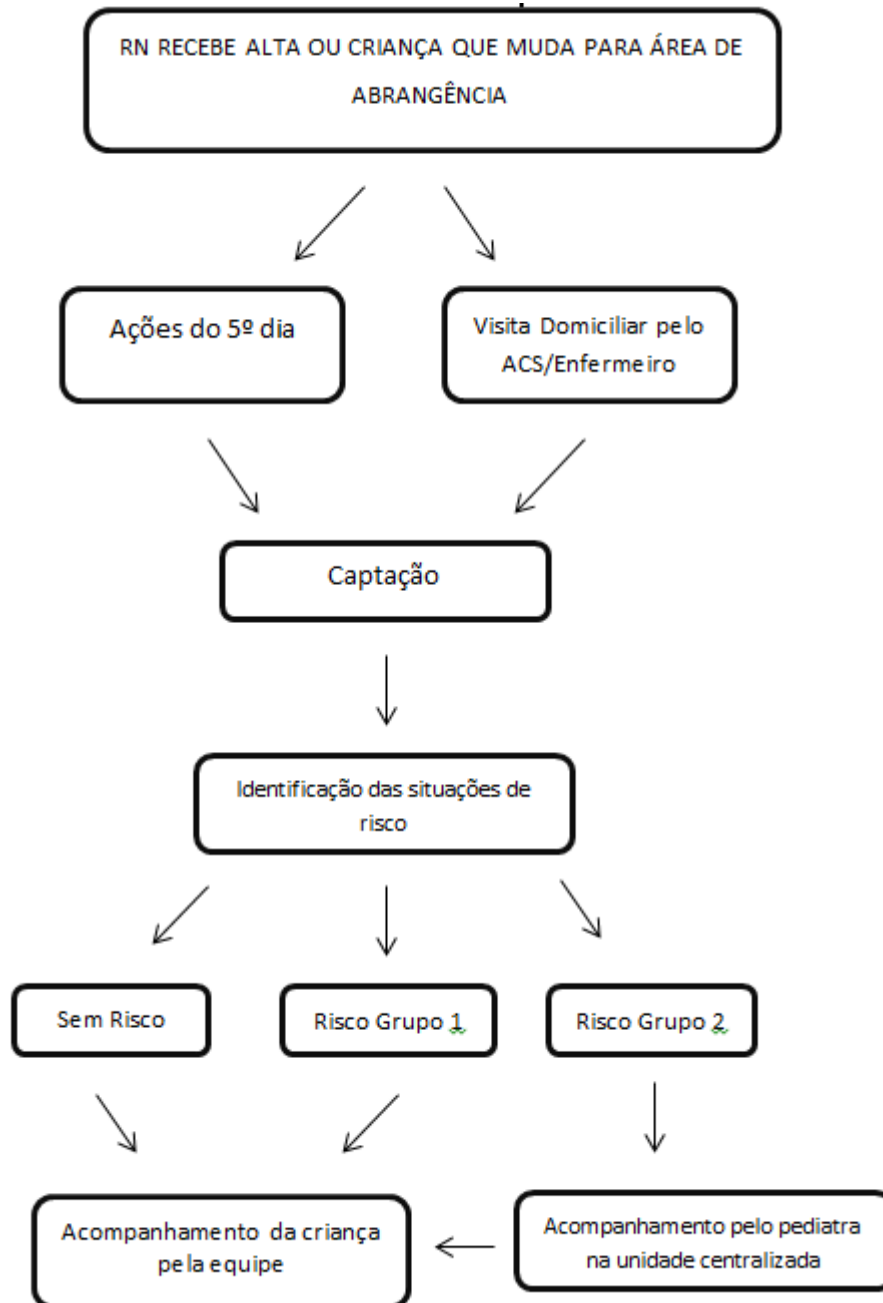 RN RECEBE ALTA OU CRIANÇA QUE MUDA PARA ÁREA DE
ABRANGÊNCIA
Ações do 5º dia
Visita Domiciliar pelo
ACS/Enfermeiro
Captação
Identificação das situações de
risco
Sem Risco
Risco Grupo 1
Risco Grupo 2
Acompanhamento da criança
pela equipe
Acompanhamento pelo pediatra
na unidade centralizada